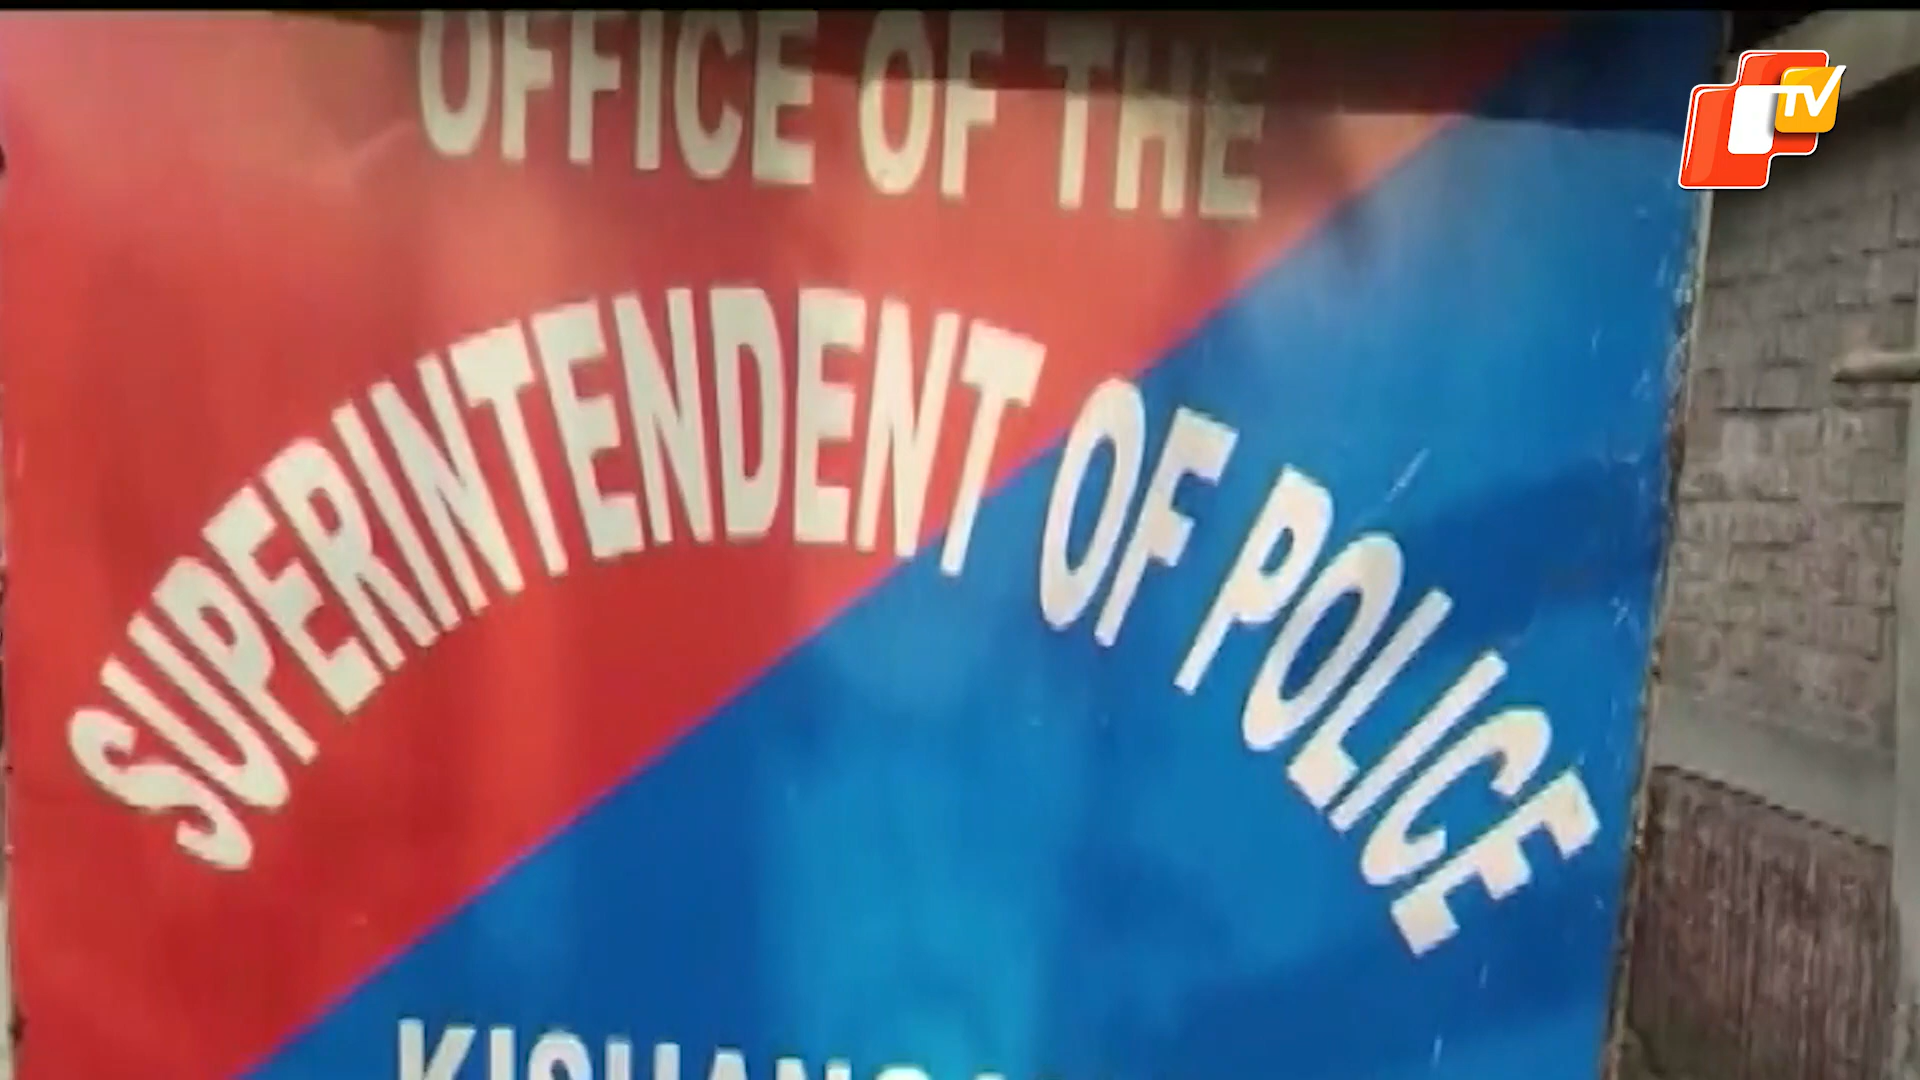 TV
OFFICE OF THE
SUPERINTENDENT OF POLICE